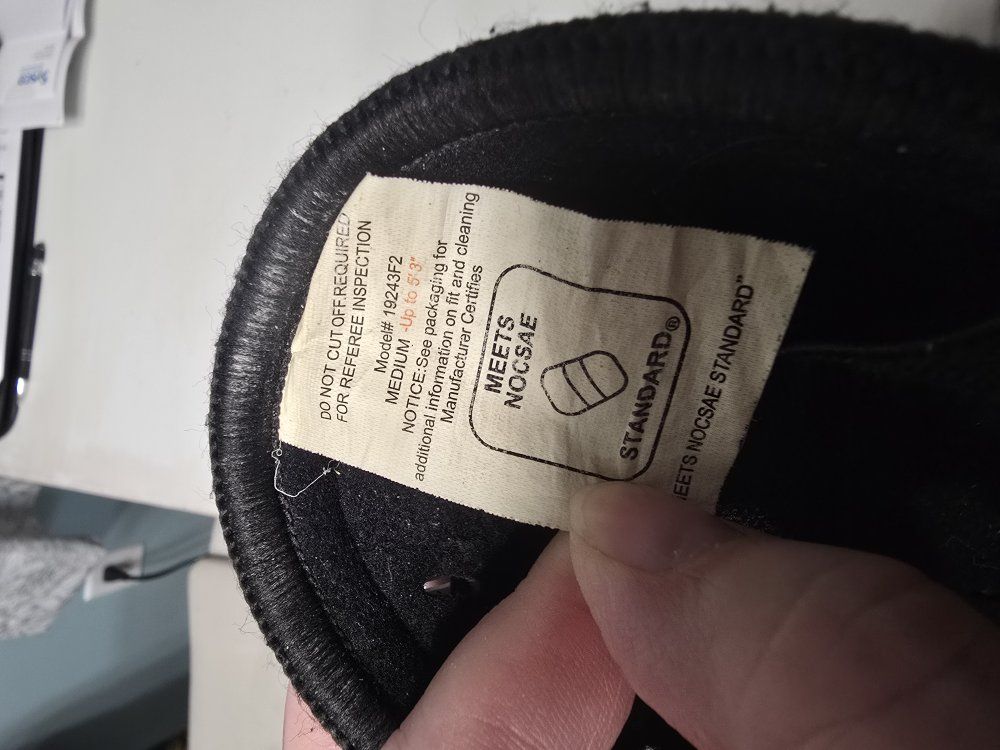 DO NOT CUT OFF.REQUIRED
FOR REFEREE INSPECTION
Model# 19243F2
MEDIUM -Up to 5'3"
NOTICE:See packaging for
additional information on fit and cleaning
Manufacturer Certifies
MEETS
NOCSAE
STANDARD®
MEETS NOCSAE STANDARD"